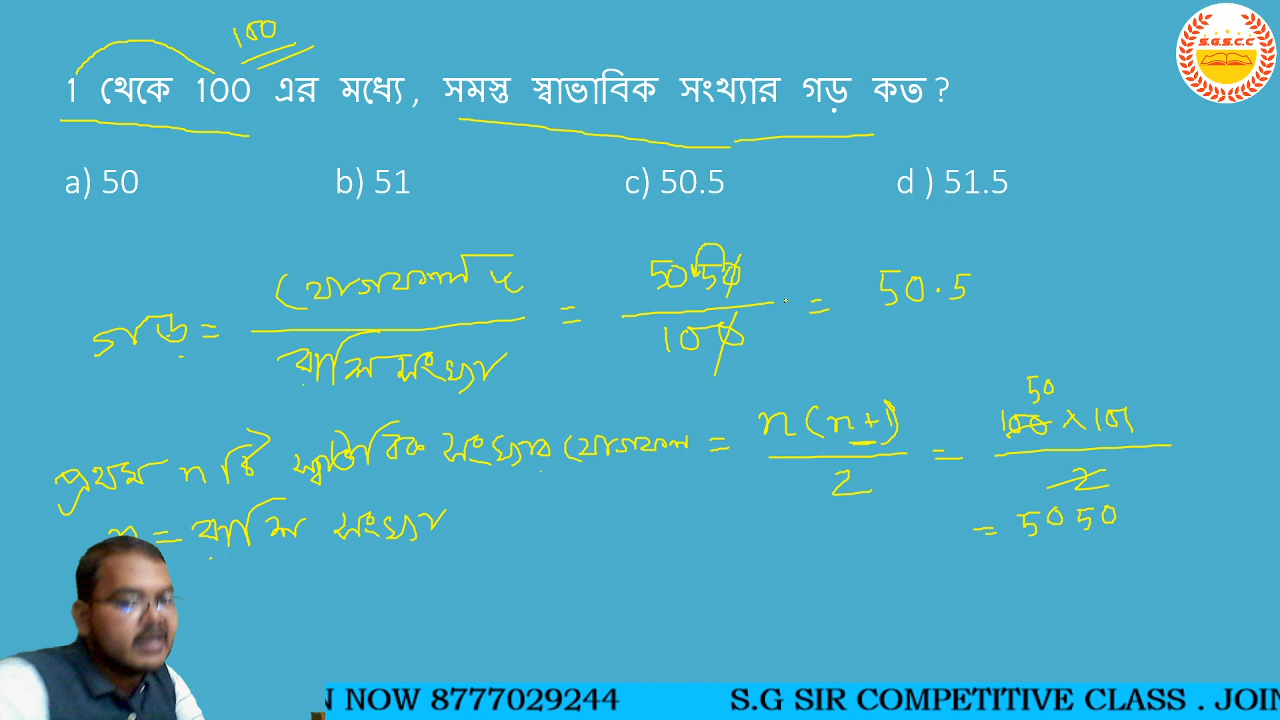 100
S.G.S.C.C
1 থেকে 100 এর মধ্যে, সমস্ত স্বাভাবিক সংখ্যার গড় কত ?
a) 50 b) 51 c) 50.5 d ) 51.5
গড় = যোগফল / রাশি সংখ্যা = 5050 / 100 = 50.5
প্রথম n টি স্বাভাবিক সংখ্যার যোগফল = n(n+1) / 2 = 100 × 101 / 2
50
n = রাশি সংখ্যা
= 5050
N NOW 8777029244 S.G SIR COMPETITIVE CLASS . JOIN